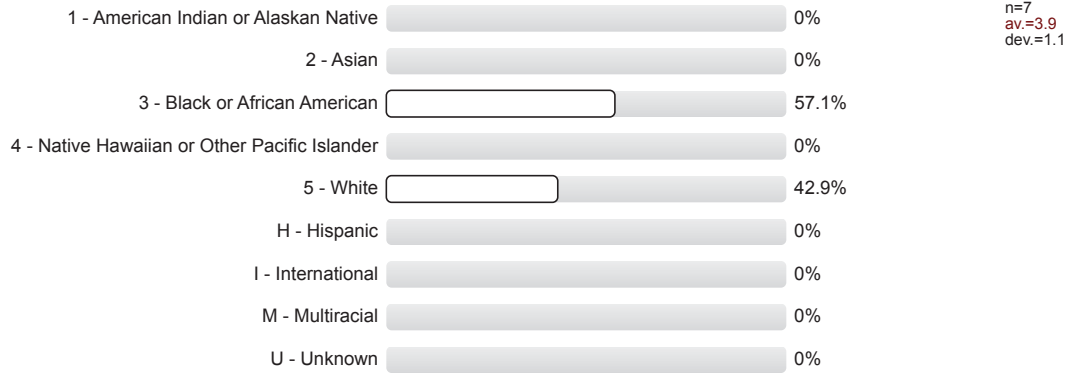 1 - American Indian or Alaskan Native 0%
2 - Asian 0%
3 - Black or African American 57.1%
4 - Native Hawaiian or Other Pacific Islander 0%
5 - White 42.9%
H - Hispanic 0%
I - International 0%
M - Multiracial 0%
U - Unknown 0%
n=7
av.=3.9
dev.=1.1